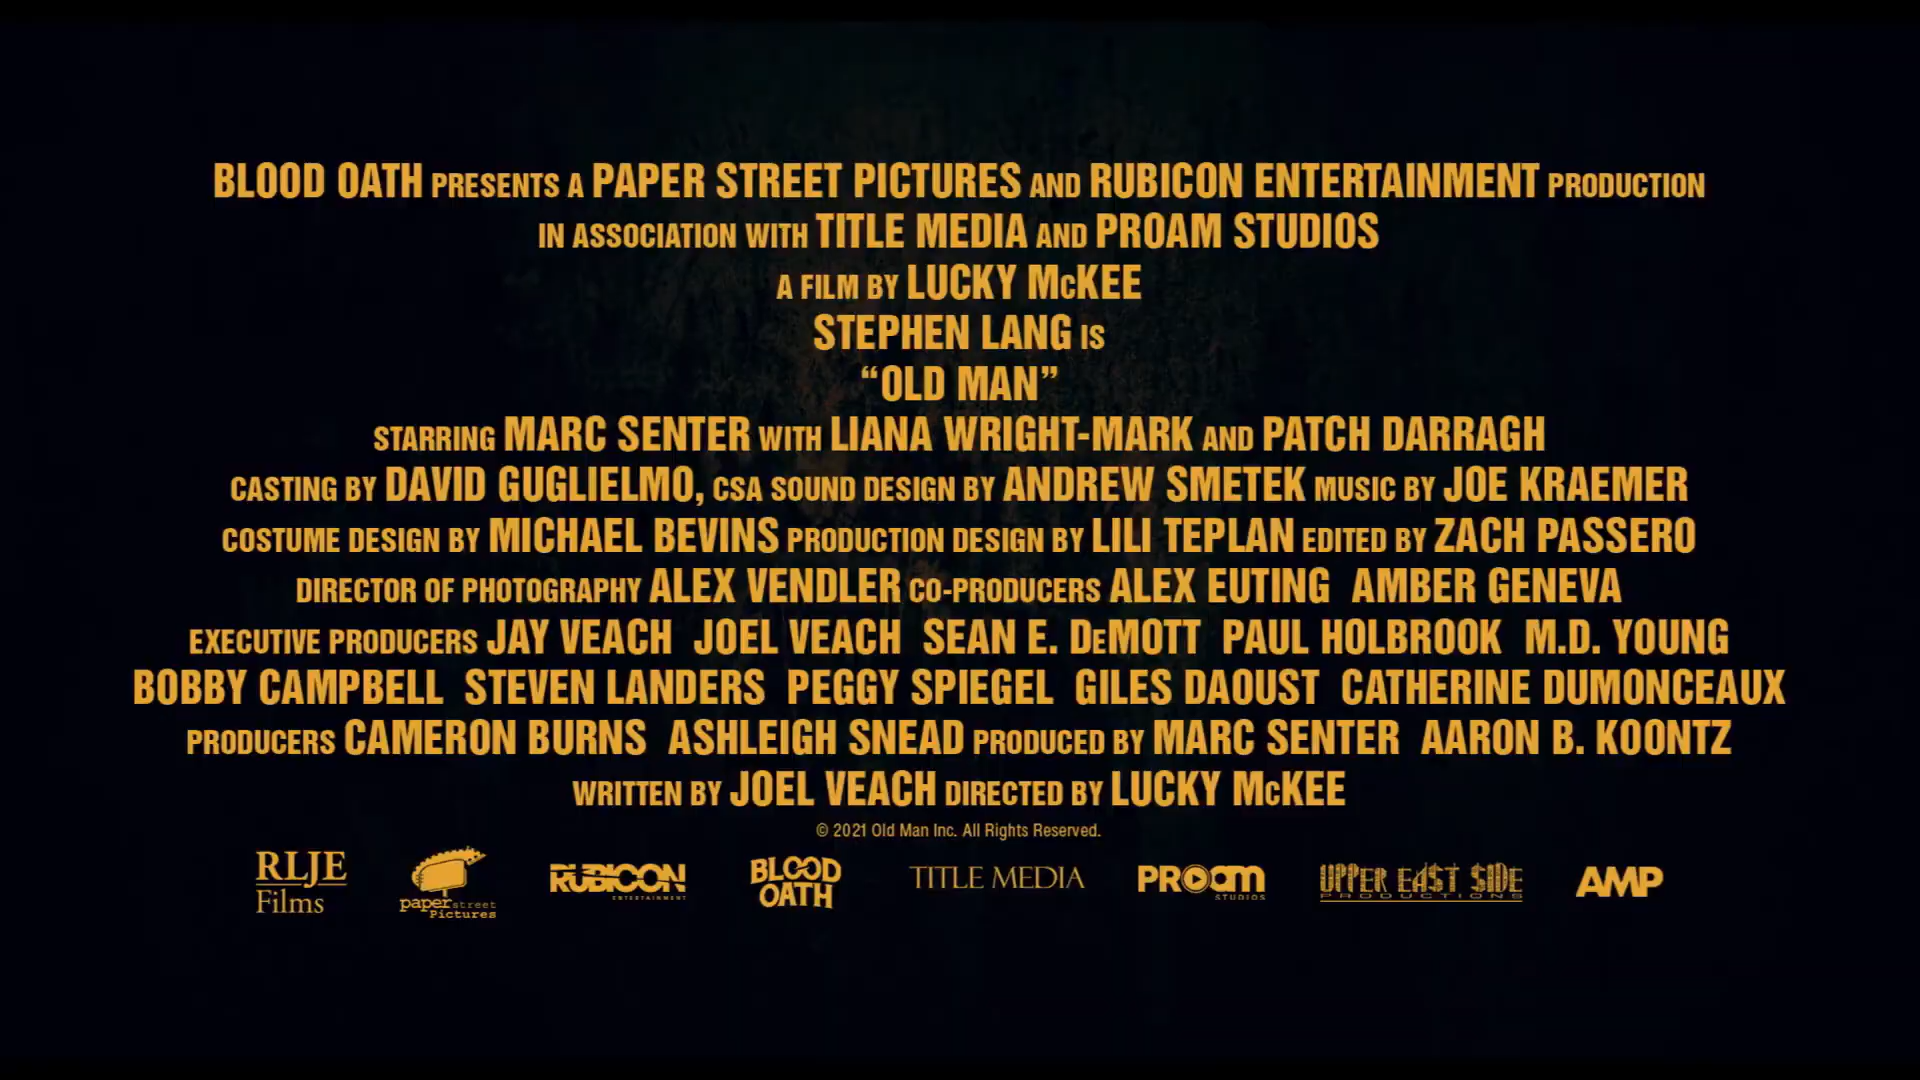 BLOOD OATH PRESENTS A PAPER STREET PICTURES AND RUBICON ENTERTAINMENT PRODUCTION
IN ASSOCIATION WITH TITLE MEDIA AND PROAM STUDIOS
A FILM BY LUCKY McKEE
STEPHEN LANG IS
“OLD MAN”
STARRING MARC SENTER WITH LIANA WRIGHT-MARK AND PATCH DARRAGH
CASTING BY DAVID GUGLIELMO, CSA SOUND DESIGN BY ANDREW SMETEK MUSIC BY JOE KRAEMER
COSTUME DESIGN BY MICHAEL BEVINS PRODUCTION DESIGN BY LILI TEPLAN EDITED BY ZACH PASSERO
DIRECTOR OF PHOTOGRAPHY ALEX VENDLER CO-PRODUCERS ALEX EUTING AMBER GENEVA
EXECUTIVE PRODUCERS JAY VEACH JOEL VEACH SEAN E. DeMOTT PAUL HOLBROOK M.D. YOUNG
BOBBY CAMPBELL STEVEN LANDERS PEGGY SPIEGEL GILES DAOUST CATHERINE DUMONCEAUX
PRODUCERS CAMERON BURNS ASHLEIGH SNEAD PRODUCED BY MARC SENTER AARON B. KOONTZ
WRITTEN BY JOEL VEACH DIRECTED BY LUCKY McKEE
© 2021 Old Man Inc. All Rights Reserved.
RLJE
Films
paperstreet
Pictures
RUBICON
ENTERTAINMENT
BLOOD
OATH
TITLE MEDIA
PROam
STUDIOS
UPPER EA$T $IDE
PRODUCTIONS
AMP